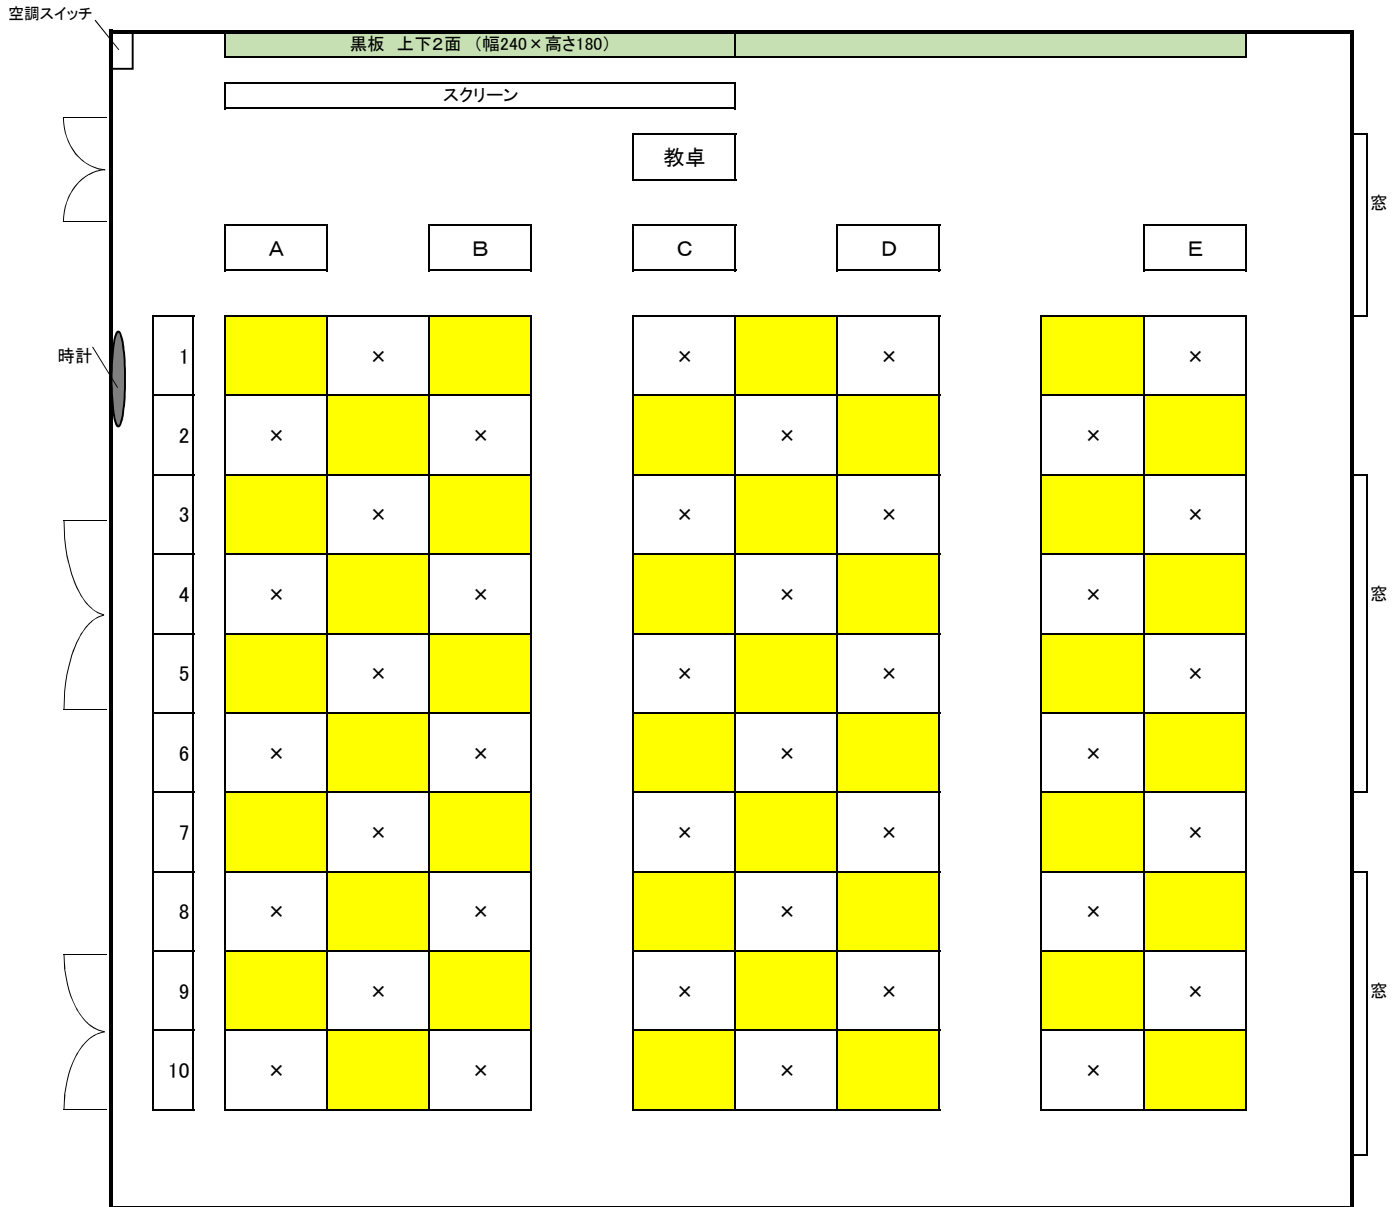 空調スイッチ
黒板 上下2面 (幅240×高さ180)
スクリーン
教卓
窓
A B C D E
時計
1 × × × ×
2 × × × ×
窓
3 × × × ×
4 × × × ×
5 × × × ×
6 × × × ×
7 × × × ×
8 × × × ×
窓
9 × × × ×
10 × × × ×